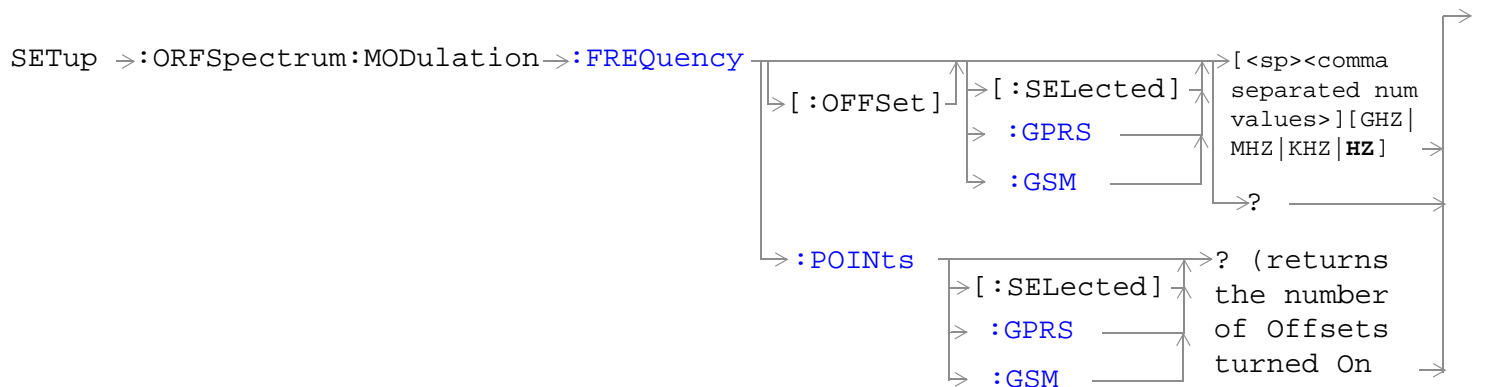 SETup :ORFSpectrum:MODulation :FREQuency
[:OFFSet]
[:SELected]
:GPRS
:GSM
[<sp><comma
separated num
values>][GHZ|
MHZ|KHZ|HZ]
?
:POINts
[:SELected]
:GPRS
:GSM
? (returns
the number
of Offsets
turned On